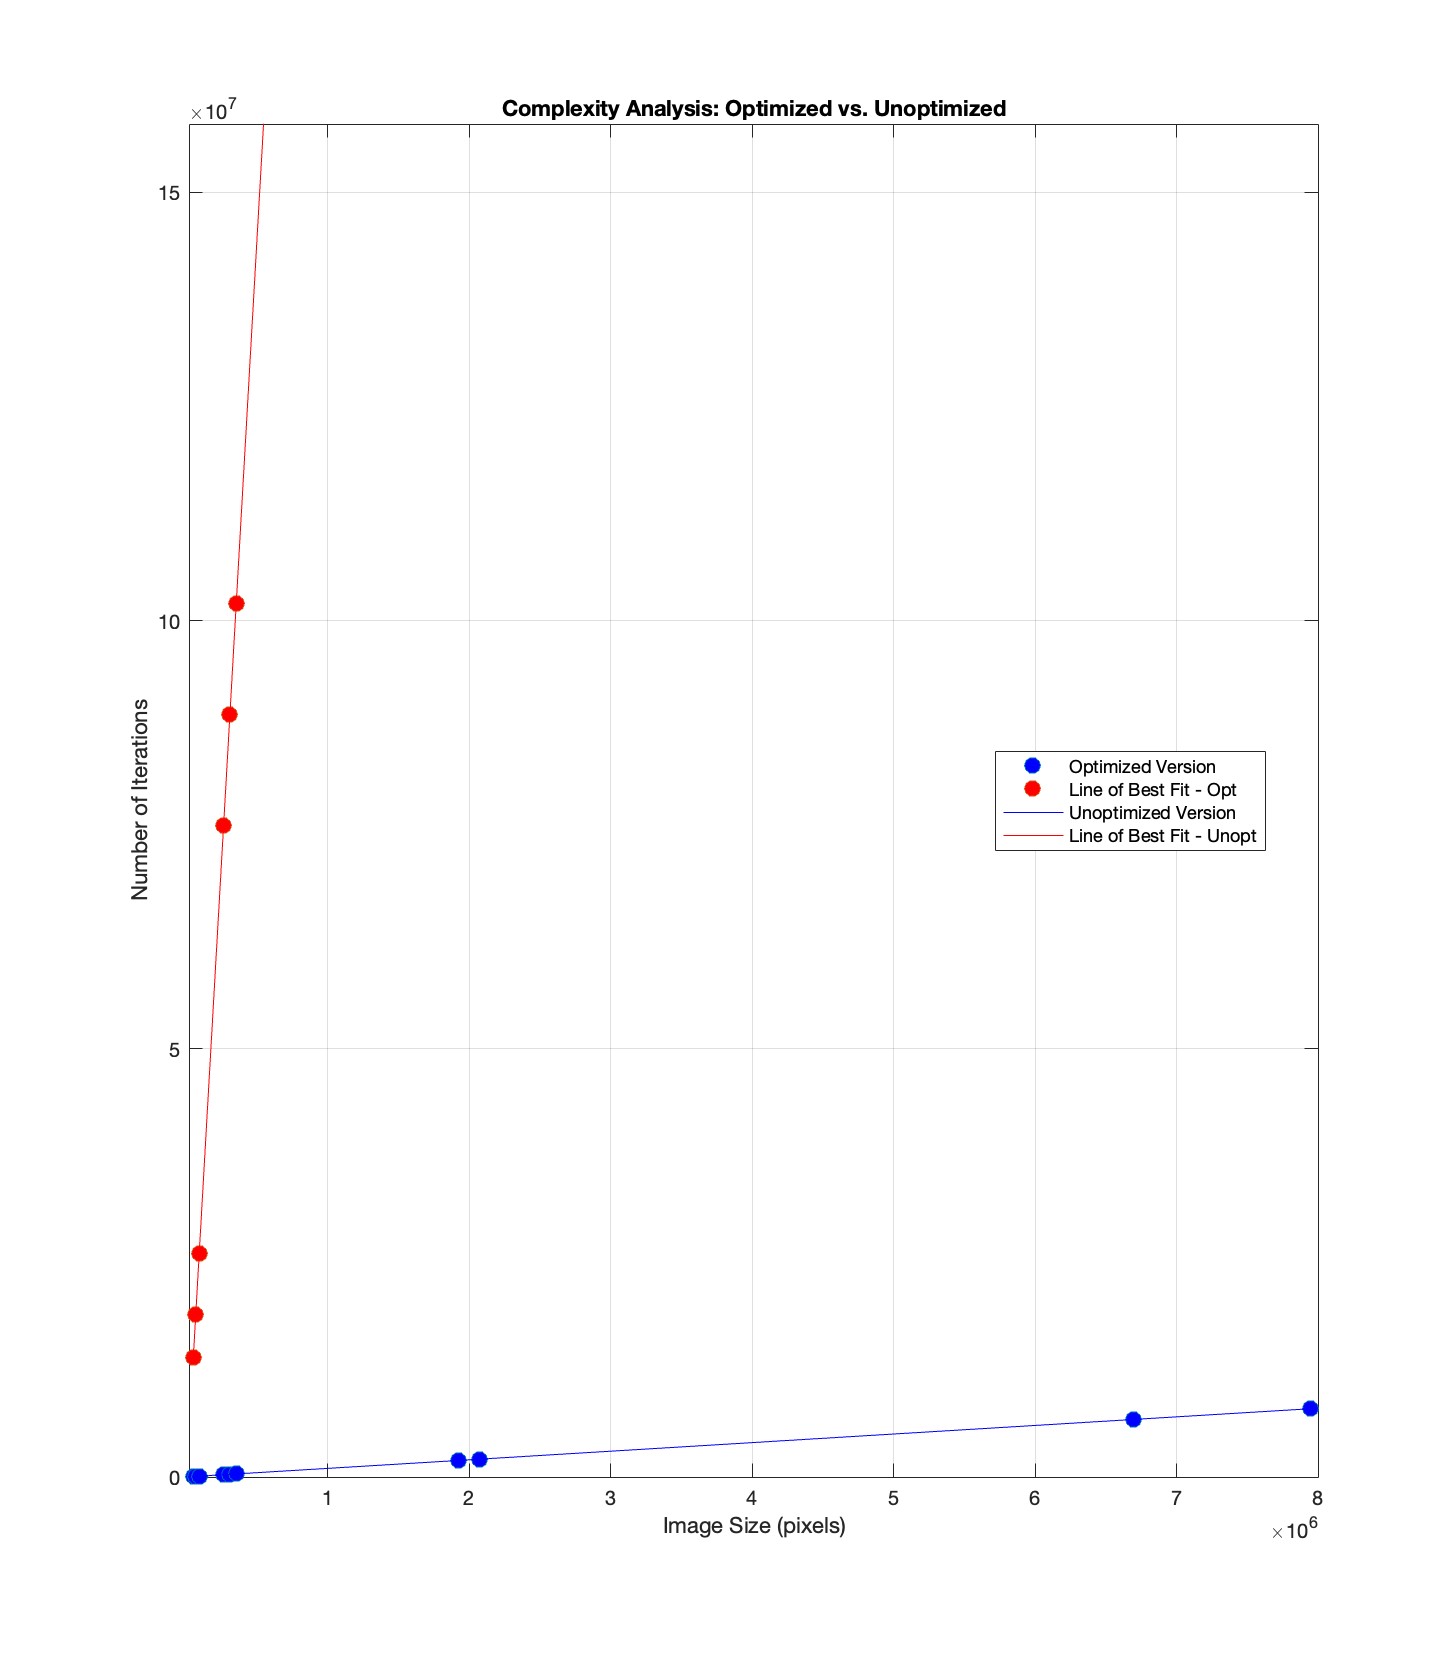 Complexity Analysis: Optimized vs. Unoptimized
×10^7
15
10
5
0
Number of Iterations
Optimized Version
Line of Best Fit - Opt
Unoptimized Version
Line of Best Fit - Unopt
1 2 3 4 5 6 7 8
Image Size (pixels)
×10^6